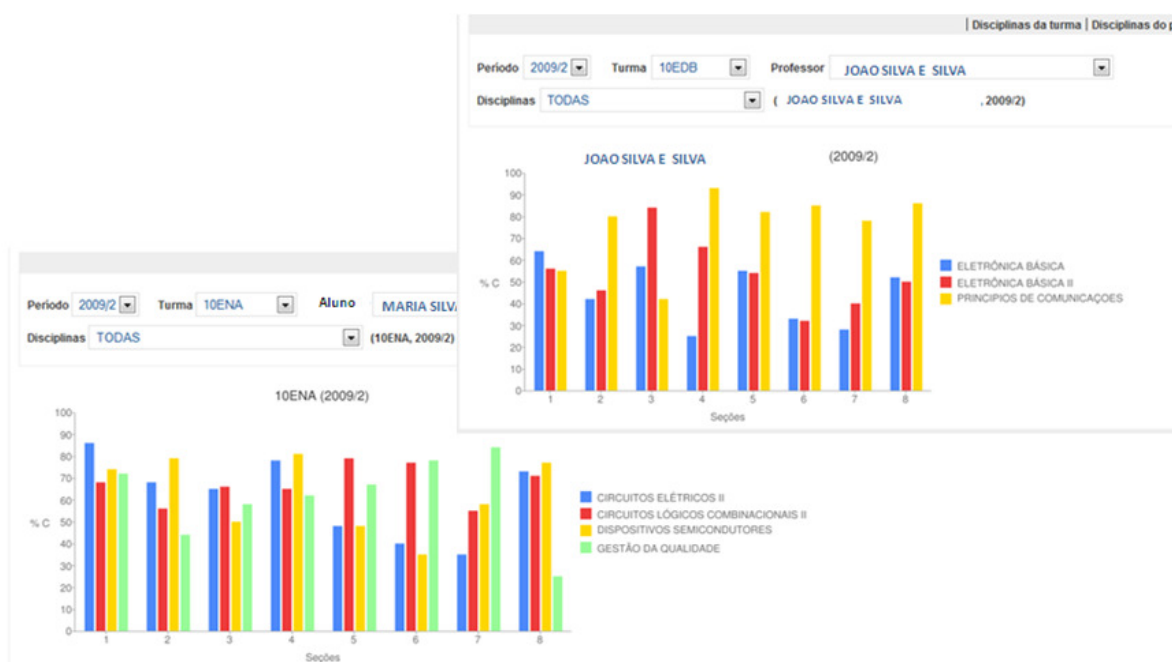 | Disciplinas da turma | Disciplinas do p
Período 2009/2 Turma 10EDB Professor JOAO SILVA E SILVA
Disciplinas TODAS ( JOAO SILVA E SILVA , 2009/2)
JOAO SILVA E SILVA (2009/2)
100
90
80
70
60
50
40
30
20
10
0
% C
1 2 3 4 5 6 7 8
Seções
ELETRÔNICA BÁSICA
ELETRÔNICA BÁSICA II
PRINCIPIOS DE COMUNICAÇOES
Período 2009/2 Turma 10ENA Aluno MARIA SILVA
Disciplinas TODAS (10ENA, 2009/2)
10ENA (2009/2)
100
90
80
70
60
50
40
30
20
10
0
% C
1 2 3 4 5 6 7 8
Seções
CIRCUITOS ELÉTRICOS II
CIRCUITOS LÓGICOS COMBINACIONAIS II
DISPOSITIVOS SEMICONDUTORES
GESTÃO DA QUALIDADE